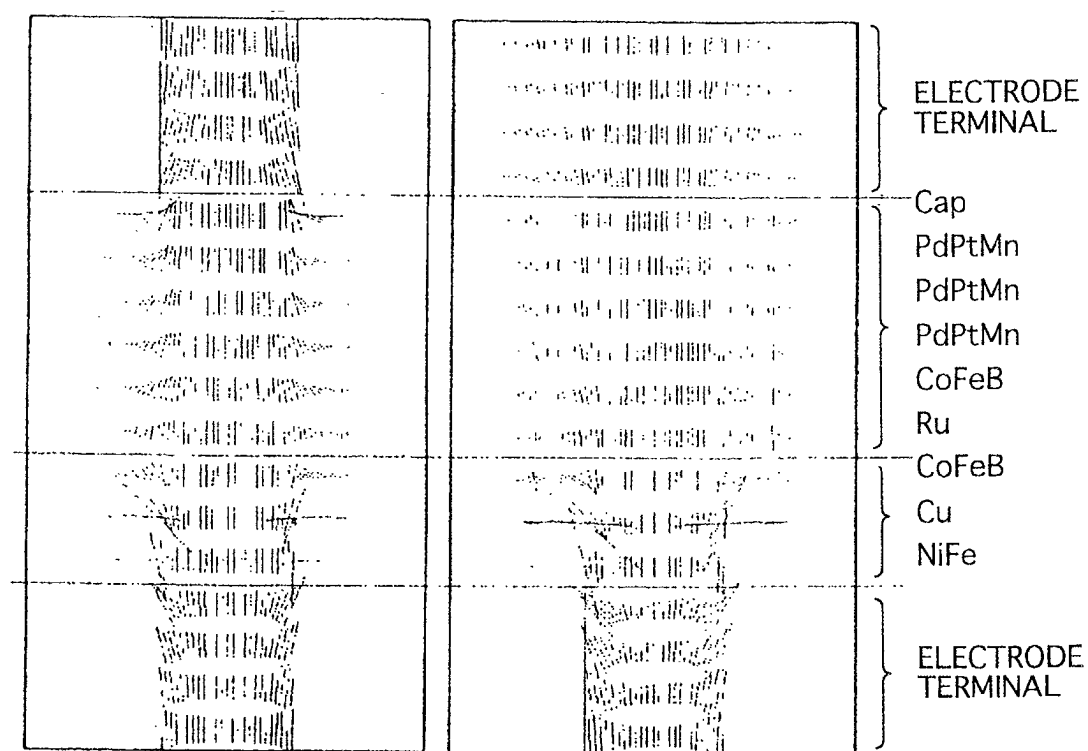 ELECTRODE
TERMINAL
Cap
PdPtMn
PdPtMn
PdPtMn
CoFeB
Ru
CoFeB
Cu
NiFe
ELECTRODE
TERMINAL